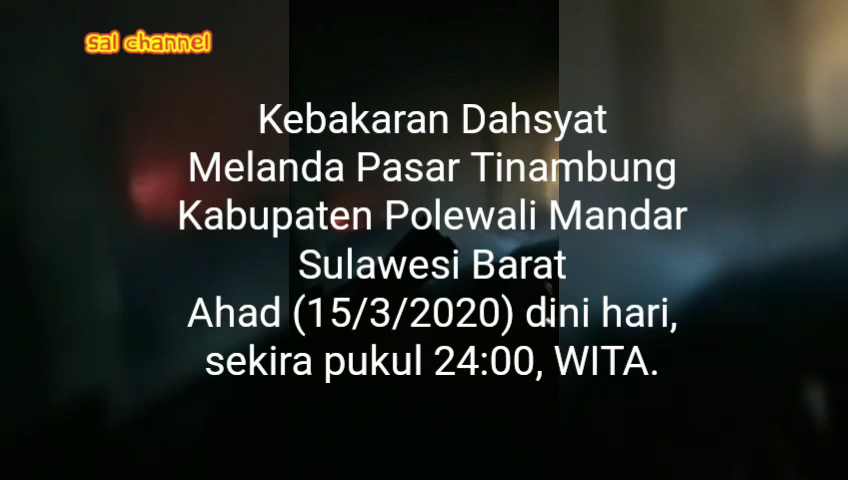 sal channel
Kebakaran Dahsyat
Melanda Pasar Tinambung
Kabupaten Polewali Mandar
Sulawesi Barat
Ahad (15/3/2020) dini hari,
sekira pukul 24:00, WITA.